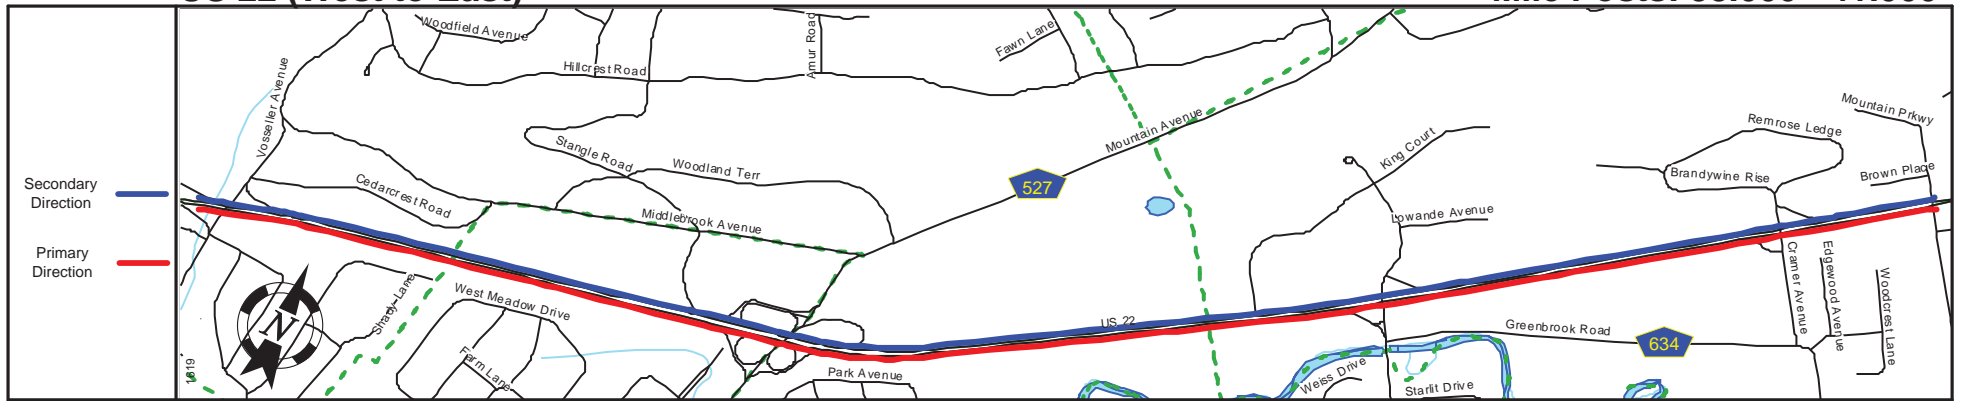 Woodfield Avenue
Amur Road
Fawn Lane
Hillcrest Road
Vosseller Avenue
Mountain Avenue
Mountain Prkwy
Remrose Ledge
King Court
Stangle Road
Woodland Terr
Brandywine Rise
Brown Place
Secondary
Direction
Cedarcrest Road
527
Middlebrook Avenue
Lowande Avenue
Primary
Direction
Cramer Avenue
Edgewood Avenue
Woodcrest Lane
Shady Lane
West Meadow Drive
N
US 22
Greenbrook Road
634
1619
Farm Lane
Park Avenue
Weiss Drive
Starlit Drive